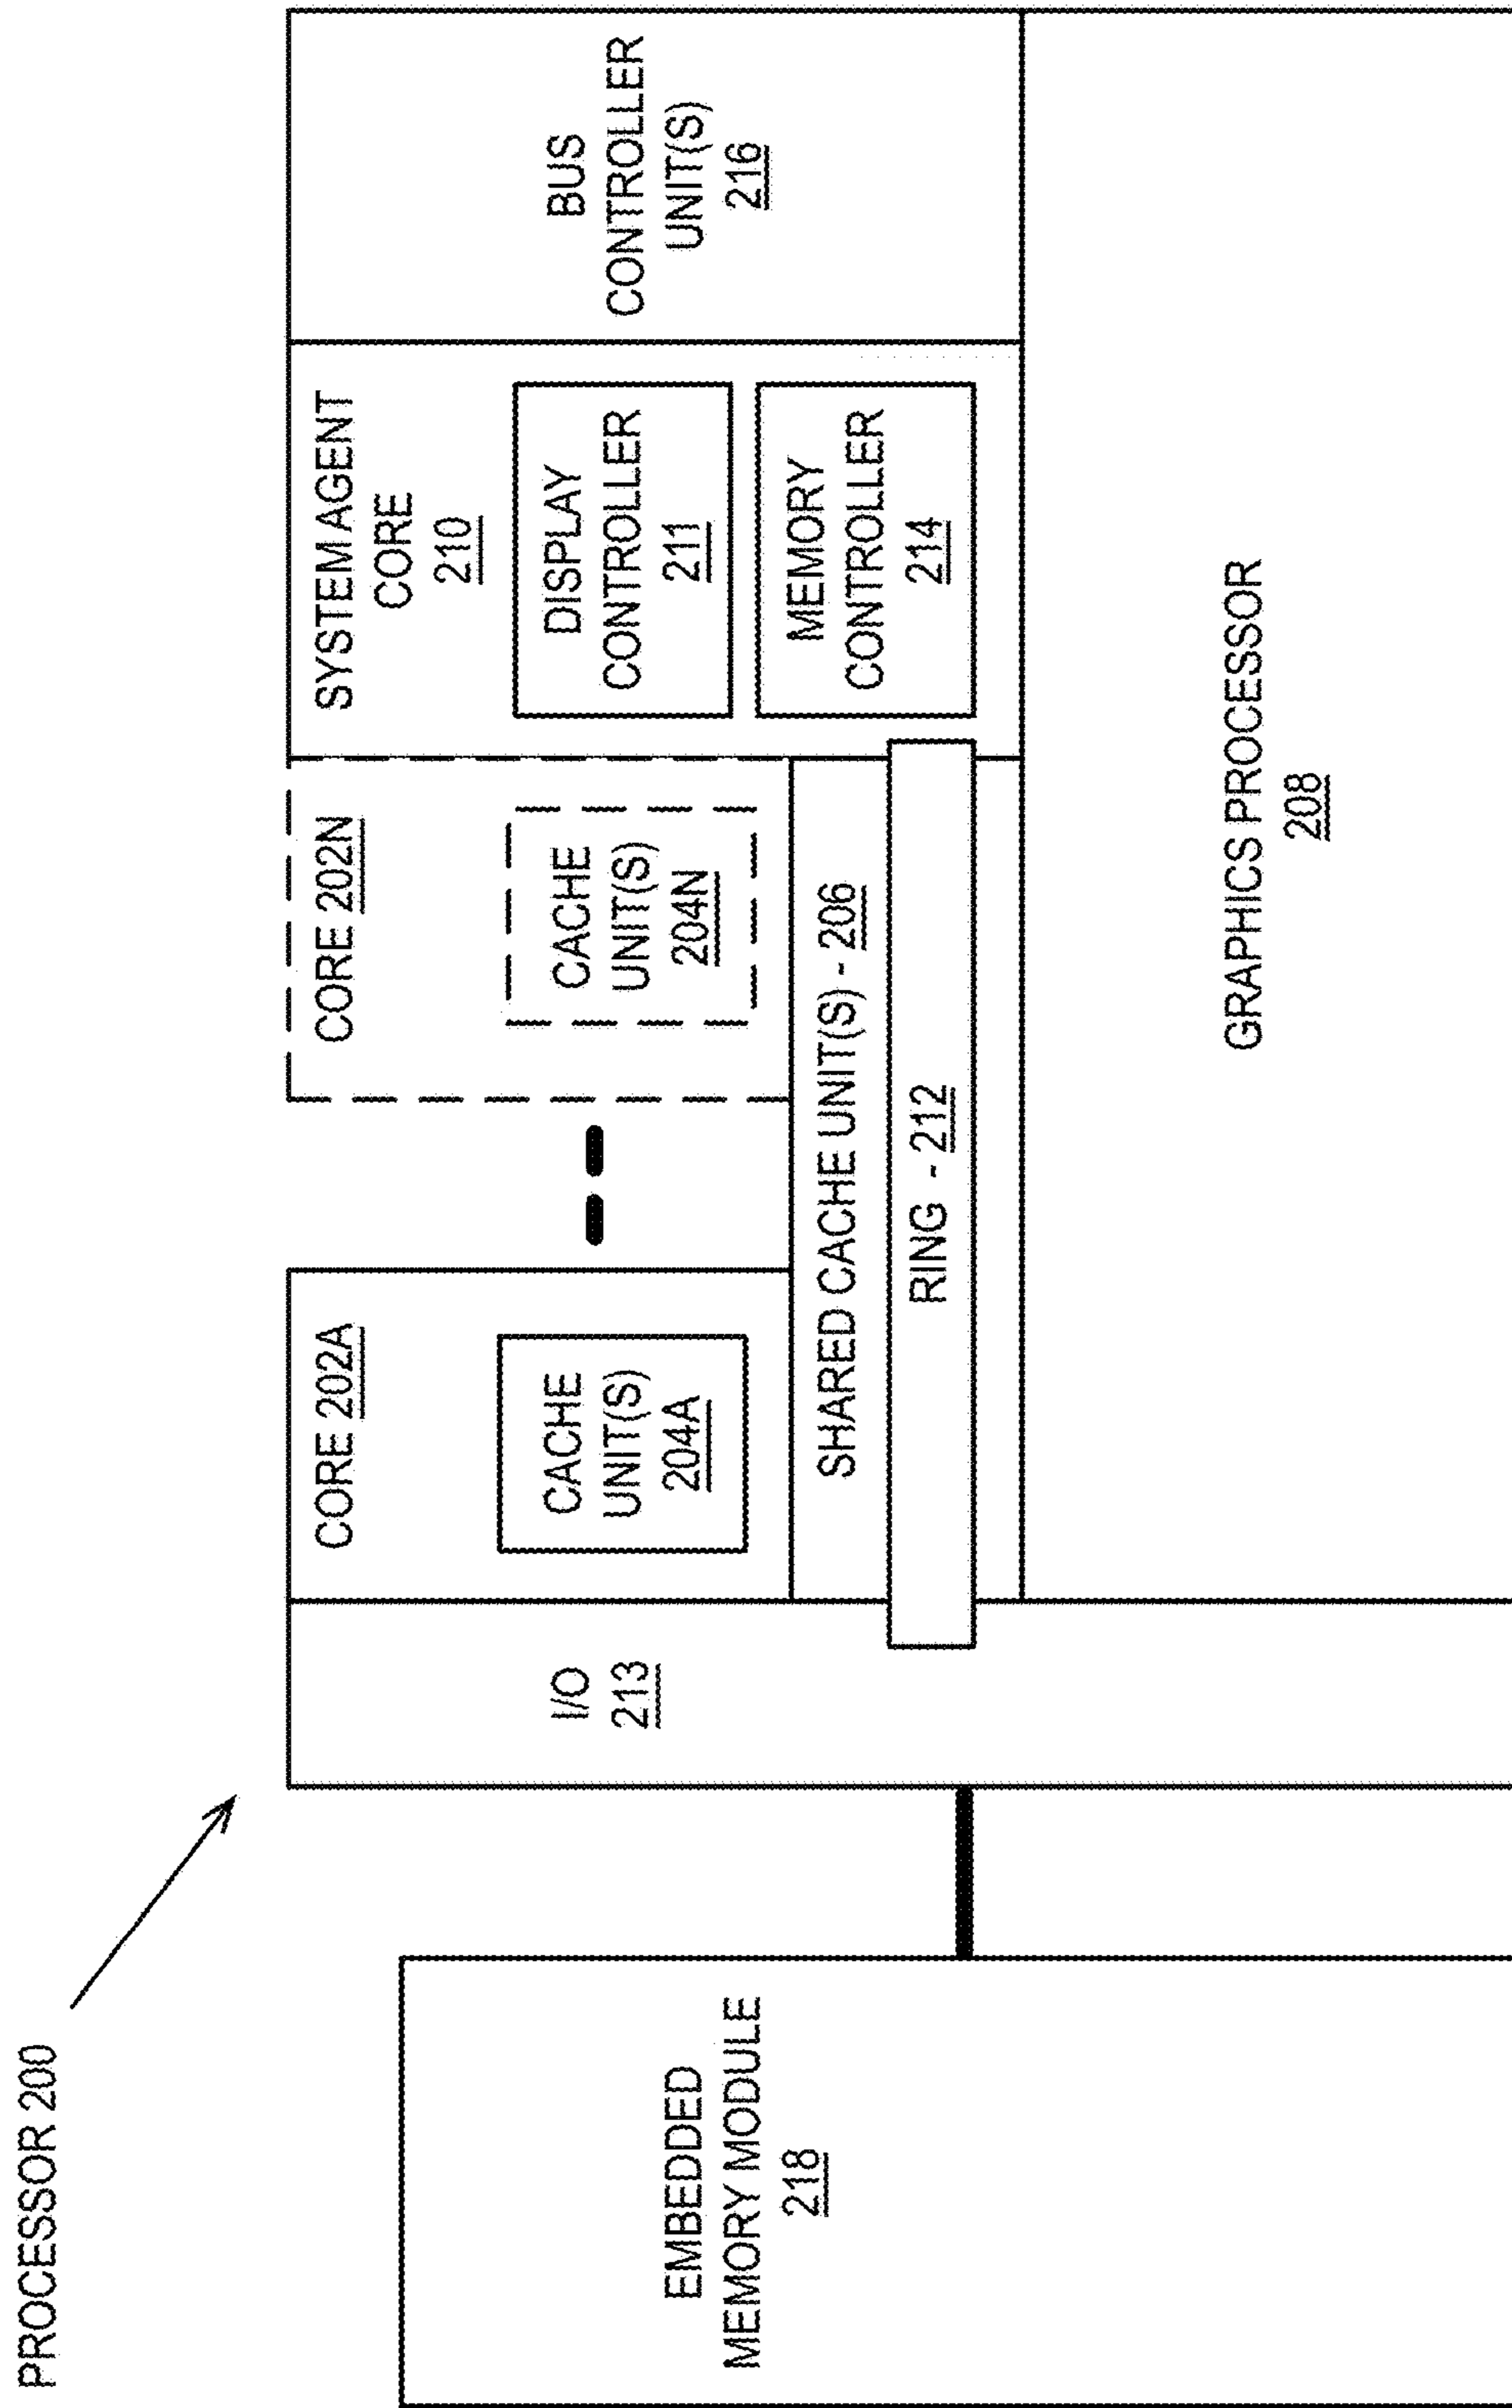 PROCESSOR 200
EMBEDDED
MEMORY MODULE
218
I/O
213
CORE 202A
CACHE
UNIT(S)
204A
CORE 202N
CACHE
UNIT(S)
204N
SHARED CACHE UNIT(S) - 206
RING - 212
SYSTEM AGENT
CORE
210
DISPLAY
CONTROLLER
211
MEMORY
CONTROLLER
214
BUS
CONTROLLER
UNIT(S)
216
GRAPHICS PROCESSOR
208